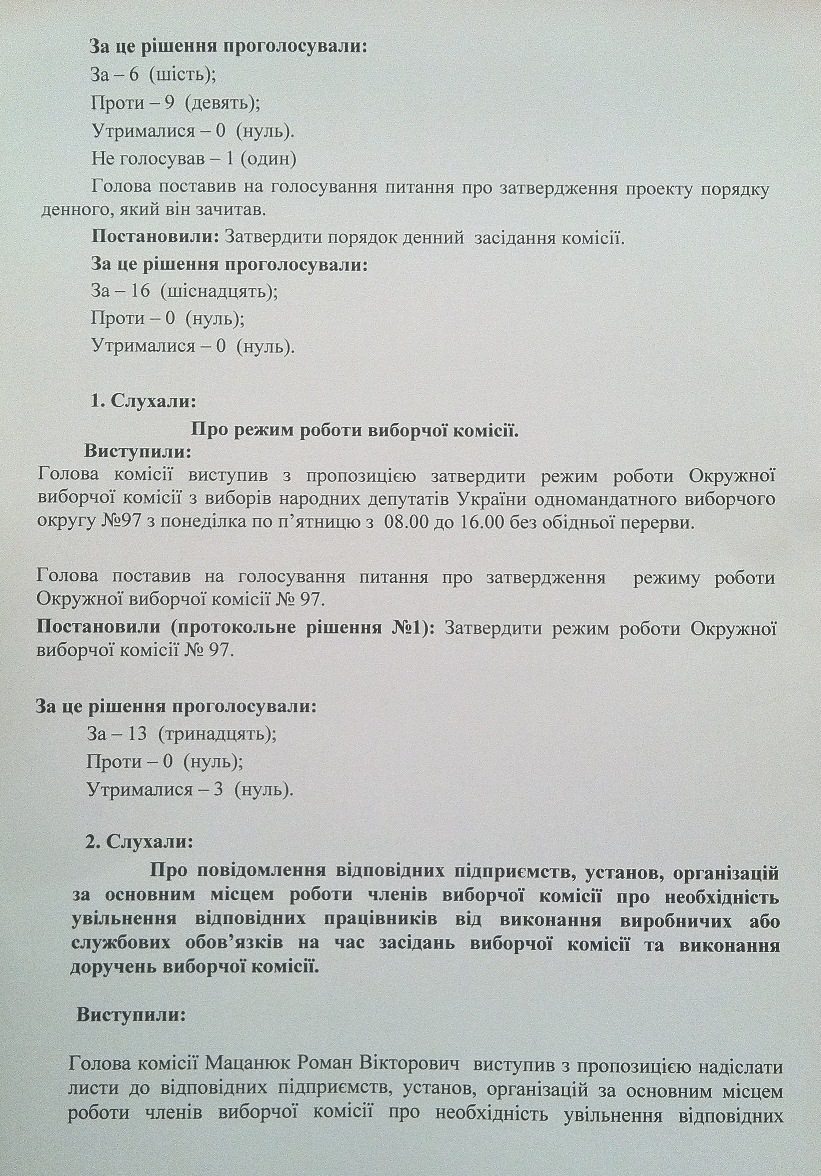 За це рішення проголосували:
За – 6 (шість);
Проти – 9 (девять);
Утрималися – 0 (нуль).
Не голосував – 1 (один)
Голова поставив на голосування питання про затвердження проекту порядку
денного, який він зачитав.
Постановили: Затвердити порядок денний засідання комісії.
За це рішення проголосували:
За – 16 (шіснадцять);
Проти – 0 (нуль);
Утрималися – 0 (нуль).
1. Слухали:
Про режим роботи виборчої комісії.
Виступили:
Голова комісії виступив з пропозицією затвердити режим роботи Окружної
виборчої комісії з виборів народних депутатів України одномандатного виборчого
округу №97 з понеділка по п’ятницю з 08.00 до 16.00 без обідньої перерви.
Голова поставив на голосування питання про затвердження режиму роботи
Окружної виборчої комісії № 97.
Постановили (протокольне рішення №1): Затвердити режим роботи Окружної
виборчої комісії № 97.
За це рішення проголосували:
За – 13 (тринадцять);
Проти – 0 (нуль);
Утрималися – 3 (нуль).
2. Слухали:
Про повідомлення відповідних підприємств, установ, організацій
за основним місцем роботи членів виборчої комісії про необхідність
увільнення відповідних працівників від виконання виробничих або
службових обов’язків на час засідань виборчої комісії та виконання
доручень виборчої комісії.
Виступили:
Голова комісії Мацанюк Роман Вікторович виступив з пропозицією надіслати
листи до відповідних підприємств, установ, організацій за основним місцем
роботи членів виборчої комісії про необхідність увільнення відповідних